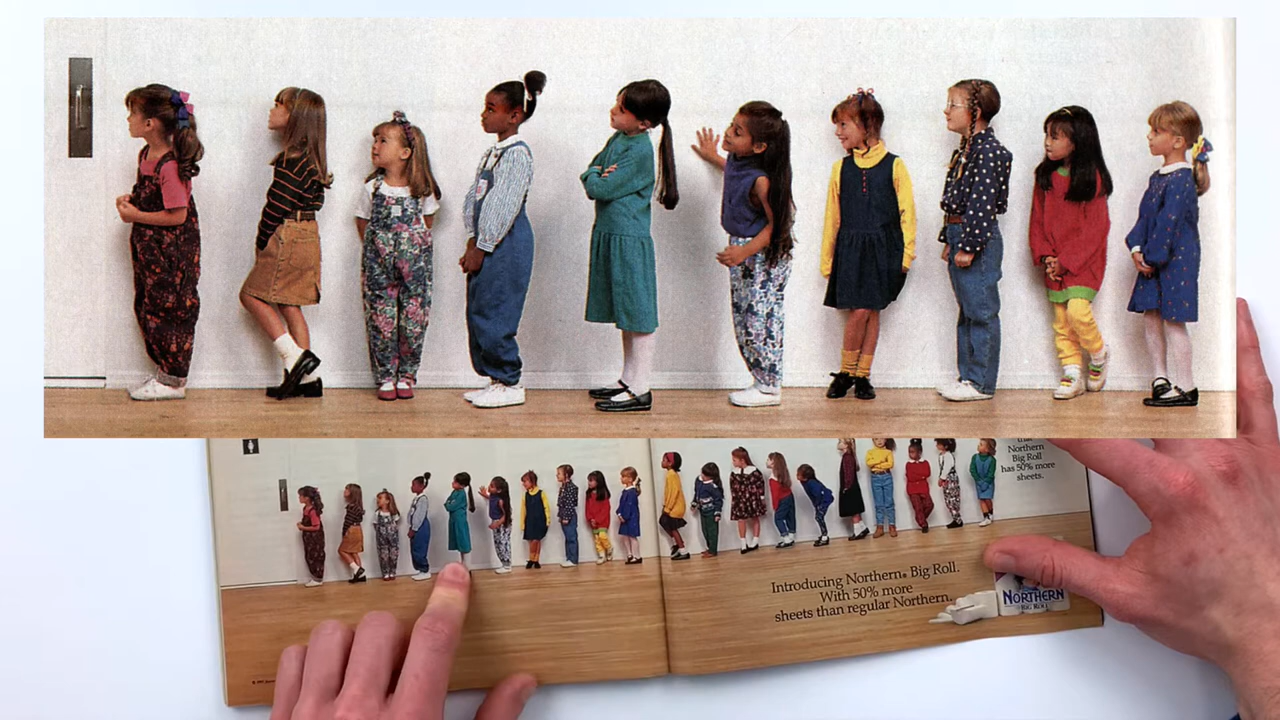 that
Northern
Big Roll
has 50% more
sheets.
Introducing Northern® Big Roll.
With 50% more
sheets than regular Northern.
NORTHERN
BIG ROLL